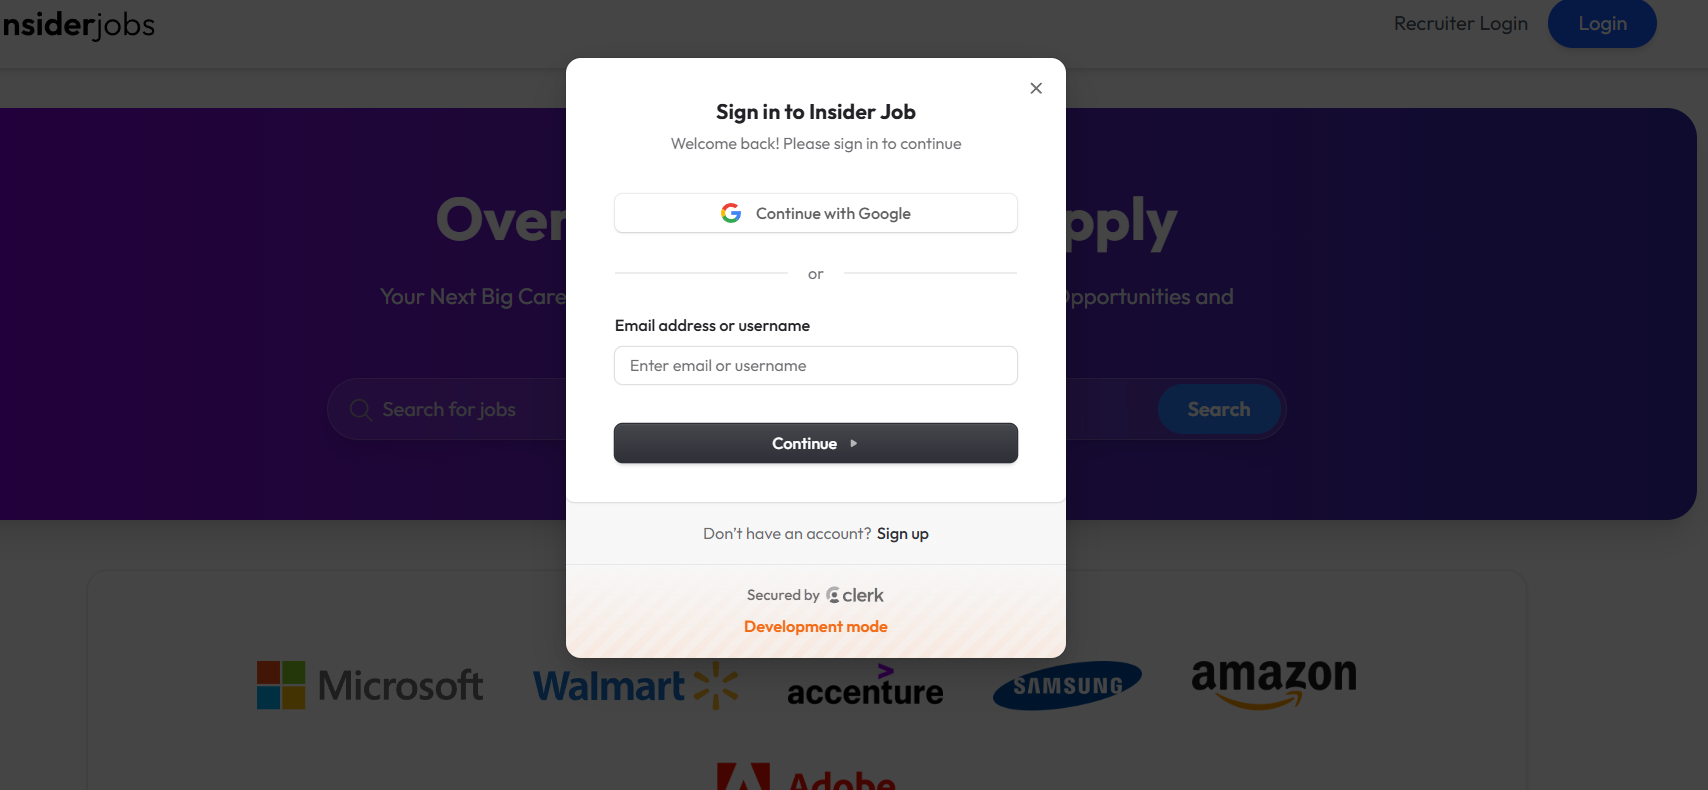 nsiderjobs
Recruiter Login
Login
Sign in to Insider Job
Welcome back! Please sign in to continue
Continue with Google
or
Email address or username
Enter email or username
Continue
Don't have an account? Sign up
Secured by clerk
Development mode
Over pply
Your Next Big Care Opportunities and
Search for jobs
Search
Microsoft
Walmart
accenture
SAMSUNG
amazon
Adobe